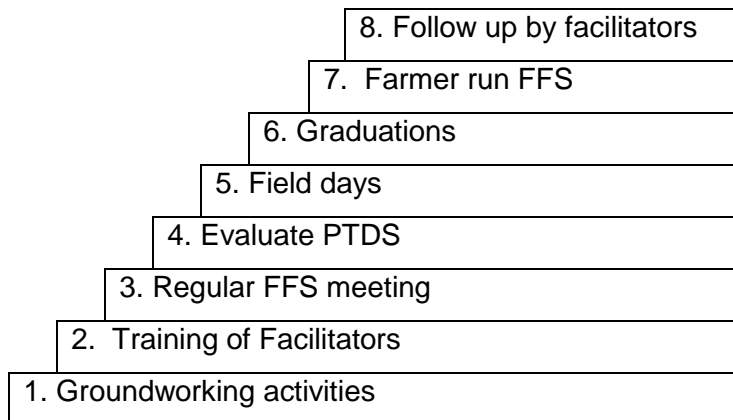 8. Follow up by facilitators
7. Farmer run FFS
6. Graduations
5. Field days
4. Evaluate PTDS
3. Regular FFS meeting
2. Training of Facilitators
1. Groundworking activities